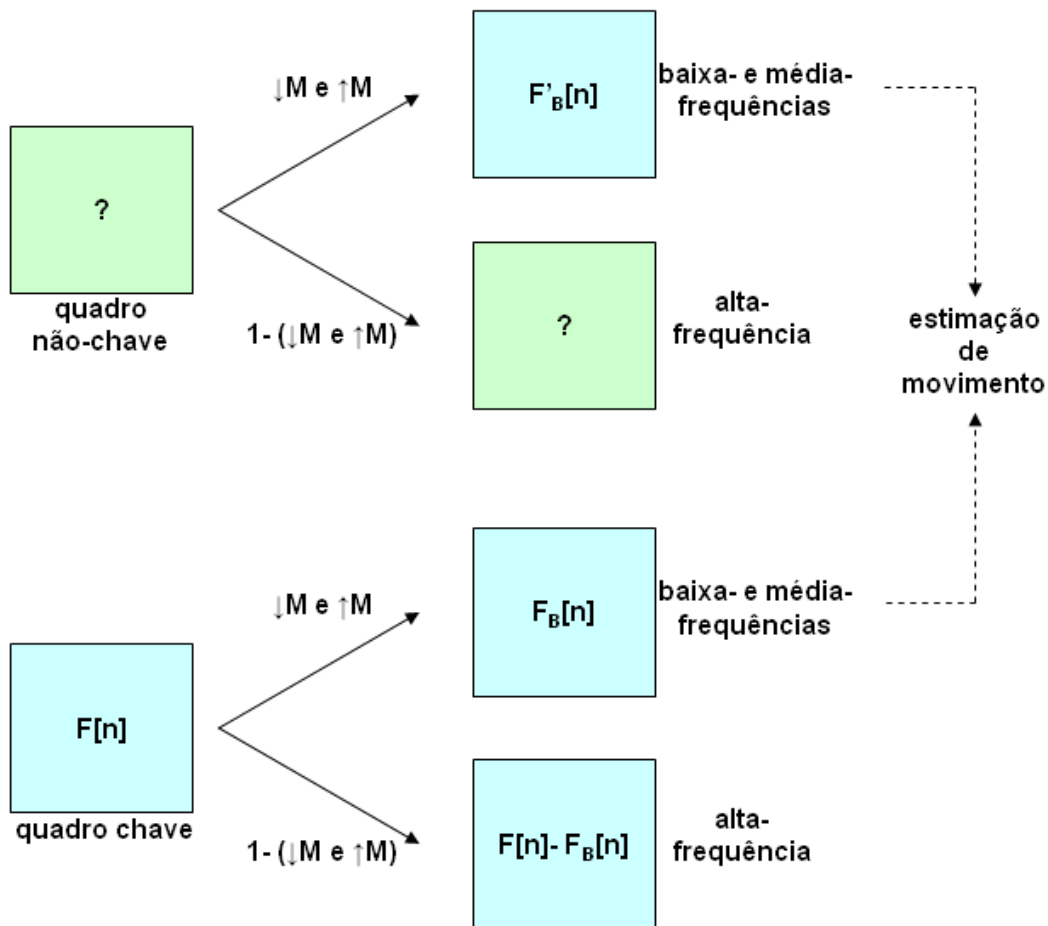 ↓M e ↑M
F'B[n]
baixa- e média-
frequências
?
quadro
não-chave
1- (↓M e ↑M)
?
alta-
frequência
estimação
de
movimento
↓M e ↑M
FB[n]
baixa- e média-
frequências
F[n]
quadro chave
1- (↓M e ↑M)
F[n]- FB[n]
alta-
frequência